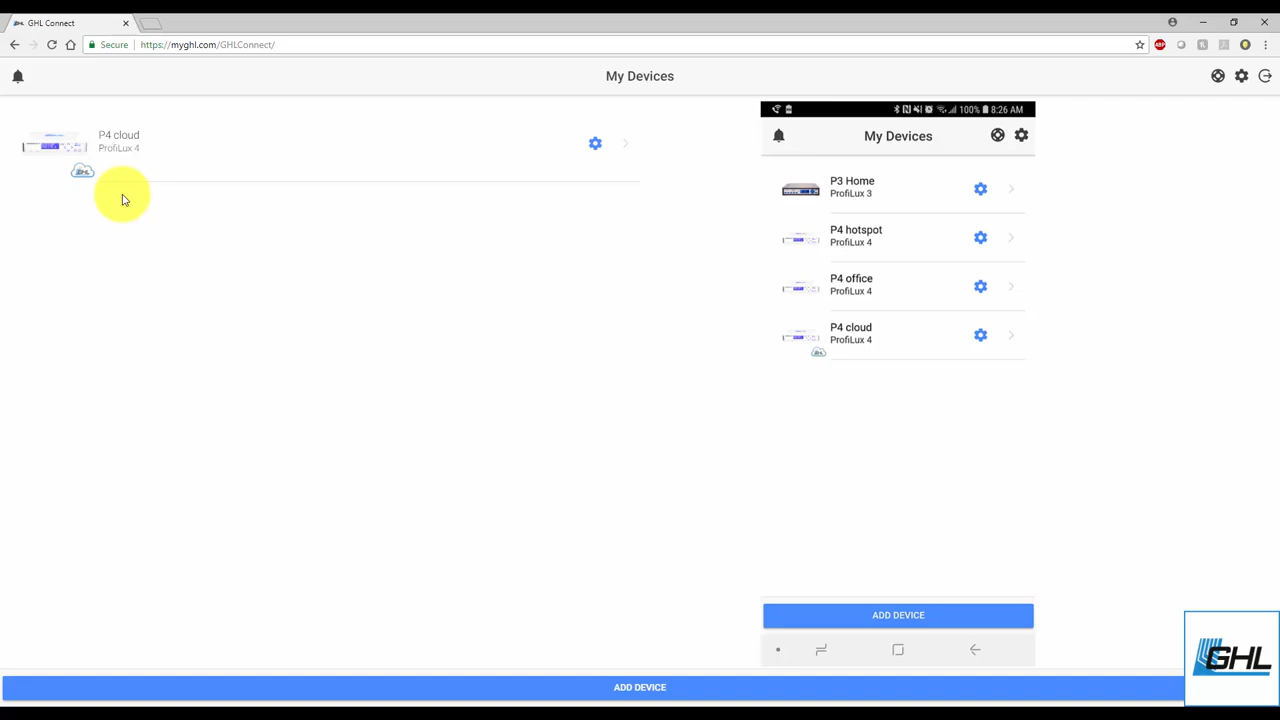 GHL Connect
Secure
https://myghl.com/GHLConnect/
ABP
My Devices
P4 cloud
ProfiLux 4
GHL
100% 8:26 AM
My Devices
P3 Home
ProfiLux 3
P4 hotspot
ProfiLux 4
P4 office
ProfiLux 4
P4 cloud
ProfiLux 4
ADD DEVICE
ADD DEVICE
GHL